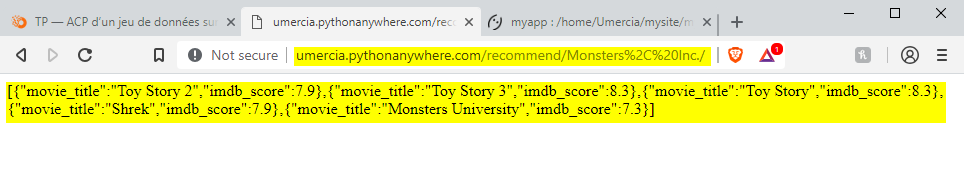 TP — ACP d'un jeu de données sur
umercia.pythonanywhere.com/reco
myapp : /home/Umercia/mysite/m
Not secure umercia.pythonanywhere.com/recommend/Monsters%2C%20Inc./ 1
[{"movie_title":"Toy Story 2","imdb_score":7.9},{"movie_title":"Toy Story 3","imdb_score":8.3},{"movie_title":"Toy Story","imdb_score":8.3},
{"movie_title":"Shrek","imdb_score":7.9},{"movie_title":"Monsters University","imdb_score":7.3}]